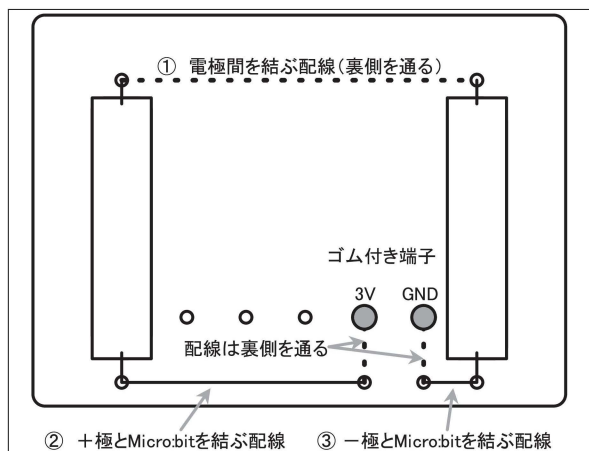 ① 電極間を結ぶ配線(裏側を通る)
ゴム付き端子
3V GND
配線は裏側を通る
② +極とMicro:bitを結ぶ配線 ③ -極とMicro:bitを結ぶ配線